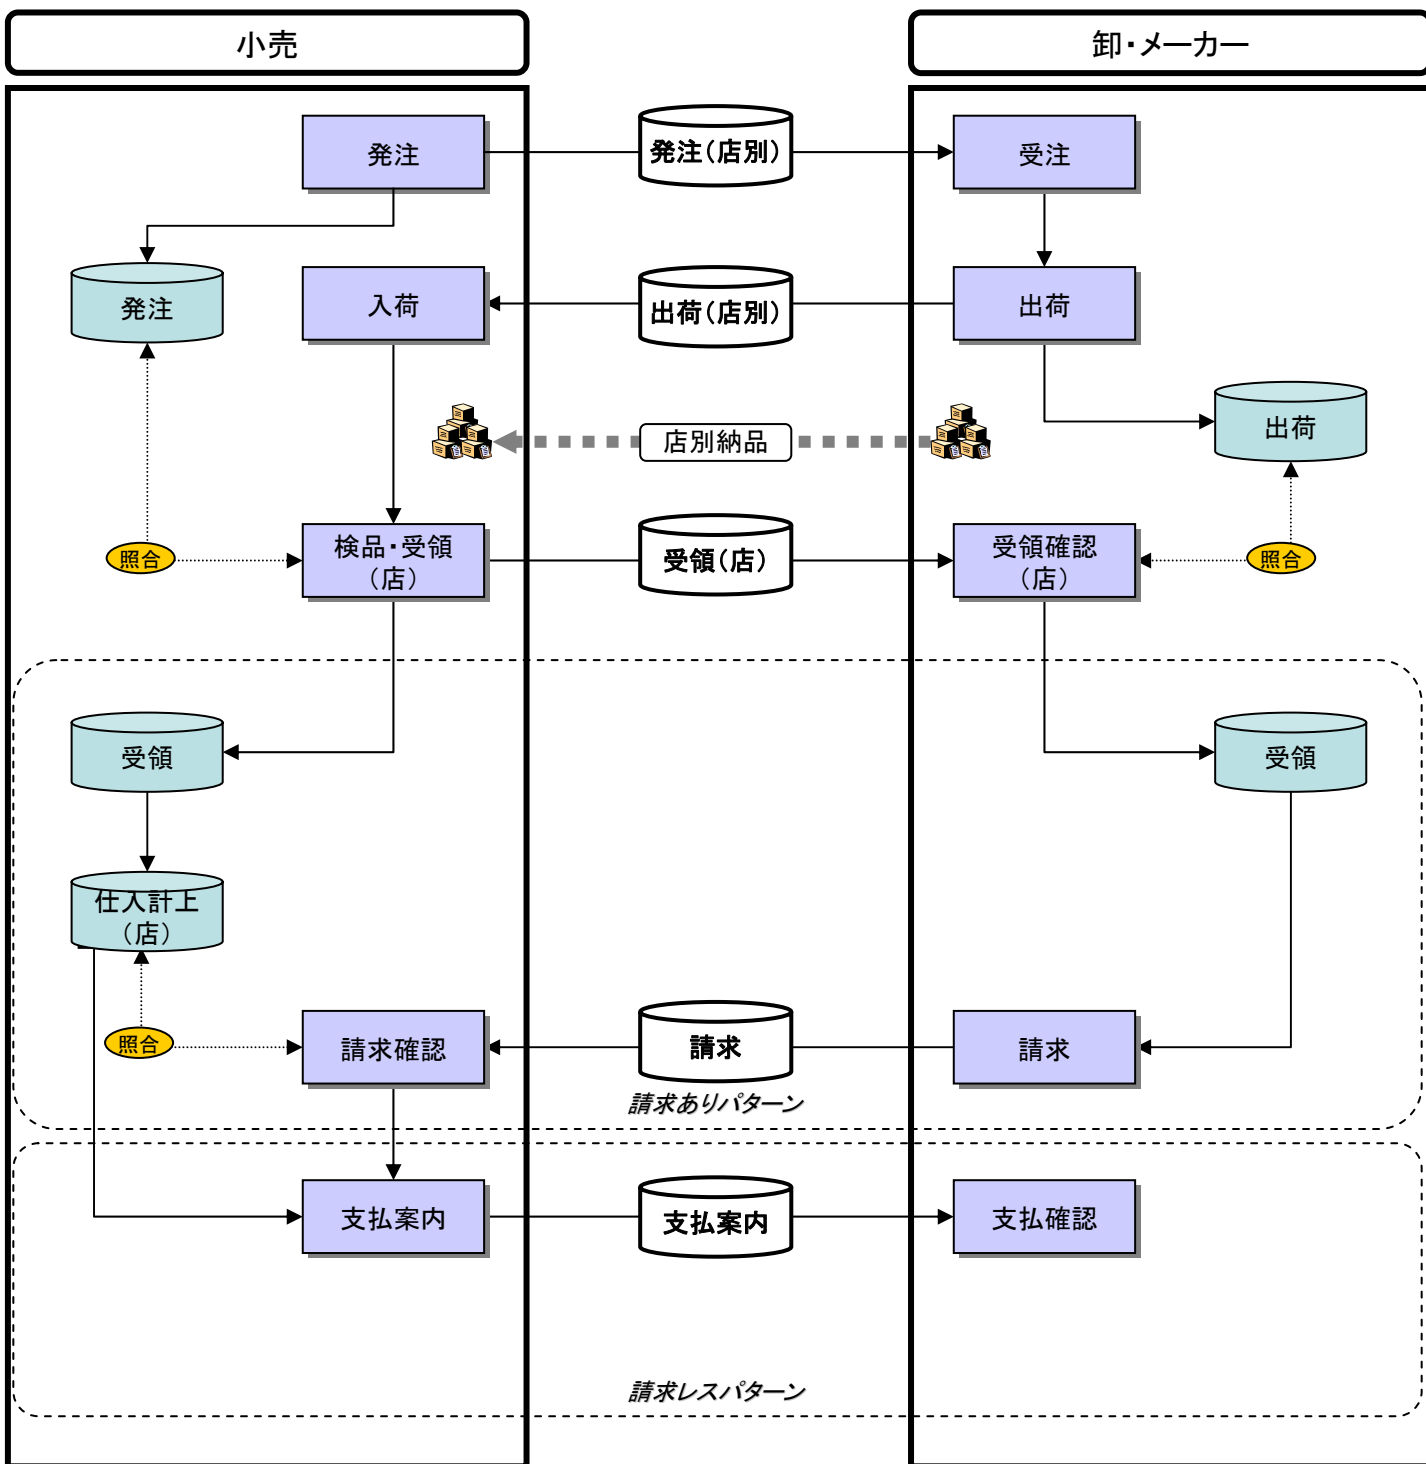 小売
卸・メーカー
発注
発注（店別）
受注
発注
入荷
出荷（店別）
出荷
店別納品
出荷
照合
検品・受領
（店）
受領（店）
受領確認
（店）
照合
受領
受領
仕入計上
（店）
照合
請求確認
請求
請求
請求ありパターン
支払案内
支払案内
支払確認
請求レスパターン